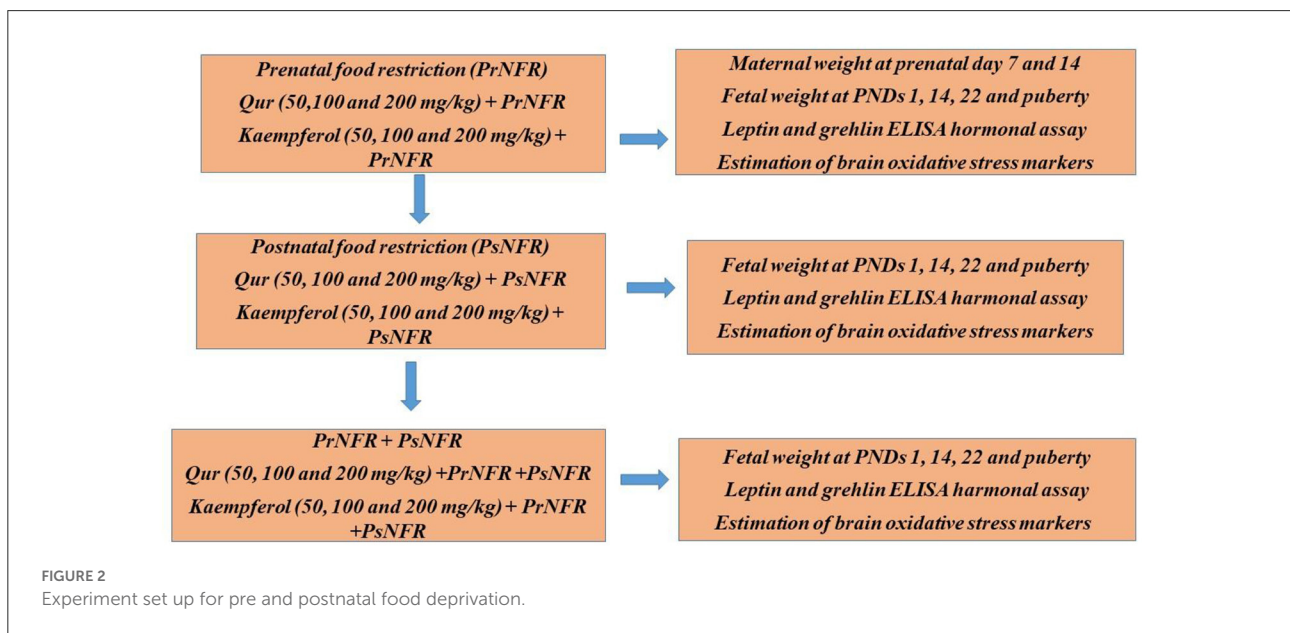 Prenatal food restriction (PrNFR)
Qur (50,100 and 200 mg/kg) + PrNFR
Kaempferol (50, 100 and 200 mg/kg) +
PrNFR
Maternal weight at prenatal day 7 and 14
Fetal weight at PNDs 1, 14, 22 and puberty
Leptin and grehlin ELISA hormonal assay
Estimation of brain oxidative stress markers
Postnatal food restriction (PsNFR)
Qur (50, 100 and 200 mg/kg) + PsNFR
Kaempferol (50, 100 and 200 mg/kg) +
PsNFR
Fetal weight at PNDs 1, 14, 22 and puberty
Leptin and grehlin ELISA harmonal assay
Estimation of brain oxidative stress markers
PrNFR + PsNFR
Qur (50, 100 and 200 mg/kg) +PrNFR +PsNFR
Kaempferol (50, 100 and 200 mg/kg) + PrNFR
+PsNFR
Fetal weight at PNDs 1, 14, 22 and puberty
Leptin and grehlin ELISA harmonal assay
Estimation of brain oxidative stress markers
FIGURE 2
Experiment set up for pre and postnatal food deprivation.